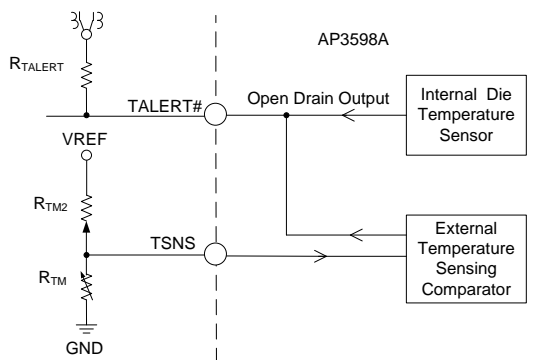 AP3598A
RTALERT
TALERT#
Open Drain Output
Internal Die
Temperature
Sensor
VREF
RTM2
TSNS
External
Temperature
Sensing
Comparator
RTM
GND